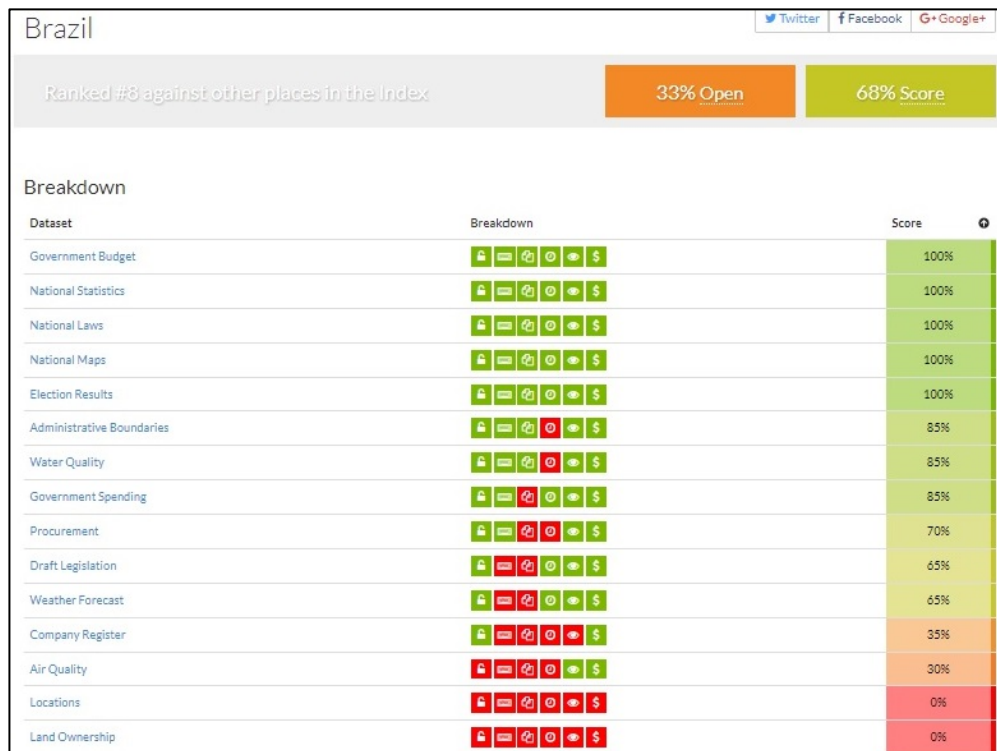 Brazil
Twitter
Facebook
G+ Google+
Ranked #8 against other places in the Index
33% Open
68% Score
Breakdown
Dataset Breakdown Score
Government Budget $ 100%
National Statistics $ 100%
National Laws $ 100%
National Maps $ 100%
Election Results $ 100%
Administrative Boundaries $ 85%
Water Quality $ 85%
Government Spending $ 85%
Procurement $ 70%
Draft Legislation $ 65%
Weather Forecast $ 65%
Company Register $ 35%
Air Quality $ 30%
Locations $ 0%
Land Ownership $ 0%